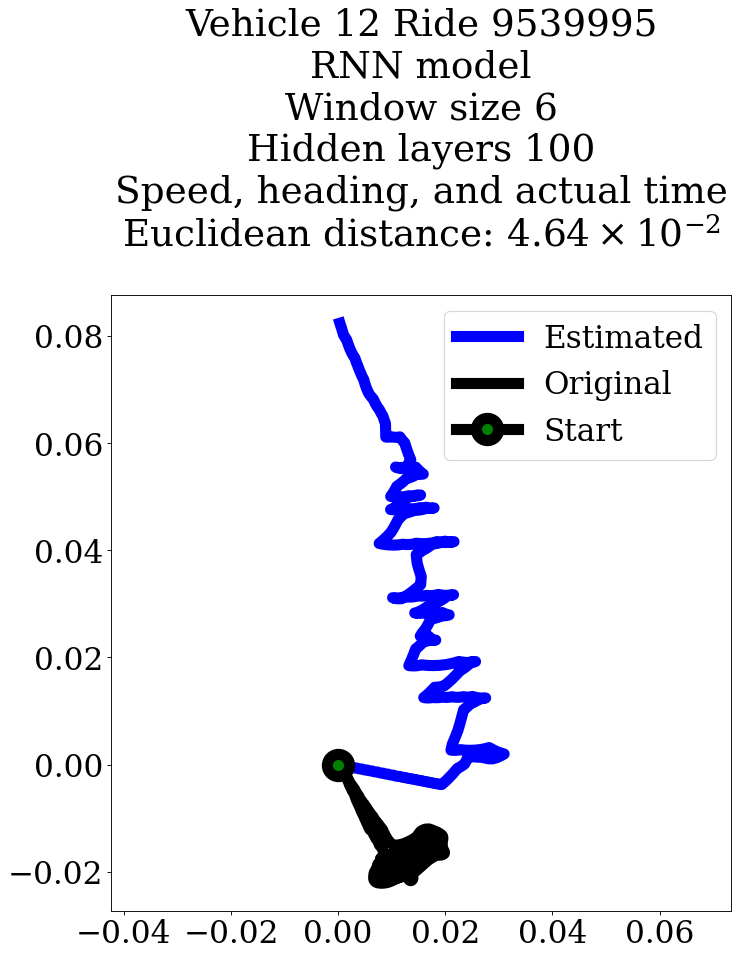 Vehicle 12 Ride 9539995
RNN model
Window size 6
Hidden layers 100
Speed, heading, and actual time
Euclidean distance: 4.64 × 10⁻²
Estimated
Original
Start
0.08
0.06
0.04
0.02
0.00
−0.02
−0.04 −0.02 0.00 0.02 0.04 0.06